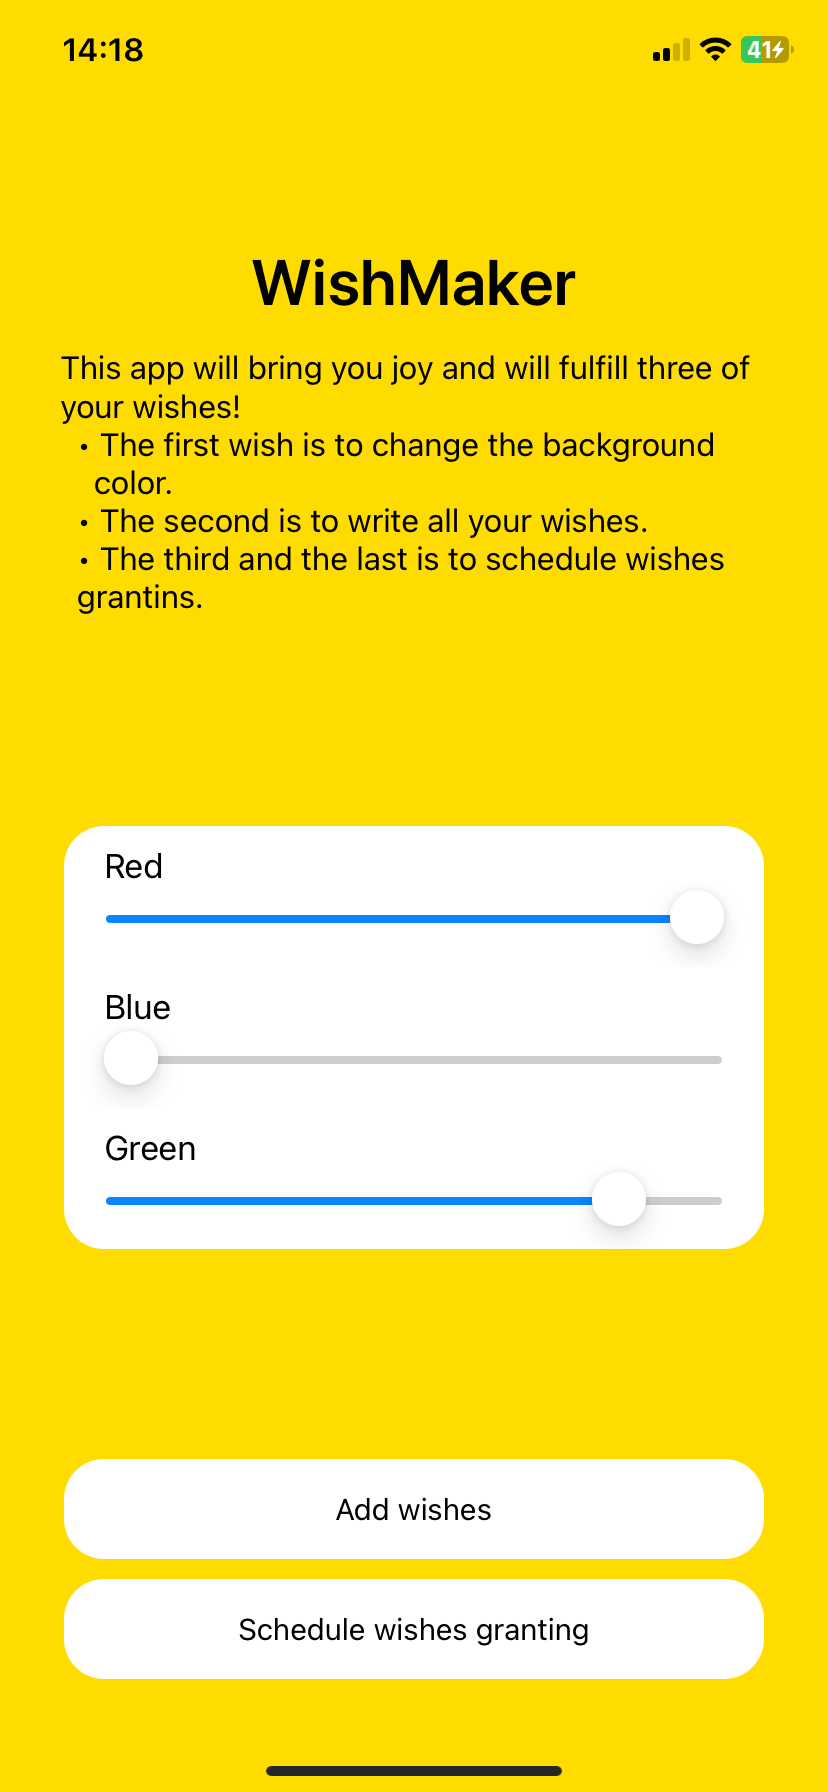 14:18
41
WishMaker
This app will bring you joy and will fulfill three of
your wishes!
• The first wish is to change the background
color.
• The second is to write all your wishes.
• The third and the last is to schedule wishes
grantins.
Red
Blue
Green
Add wishes
Schedule wishes granting